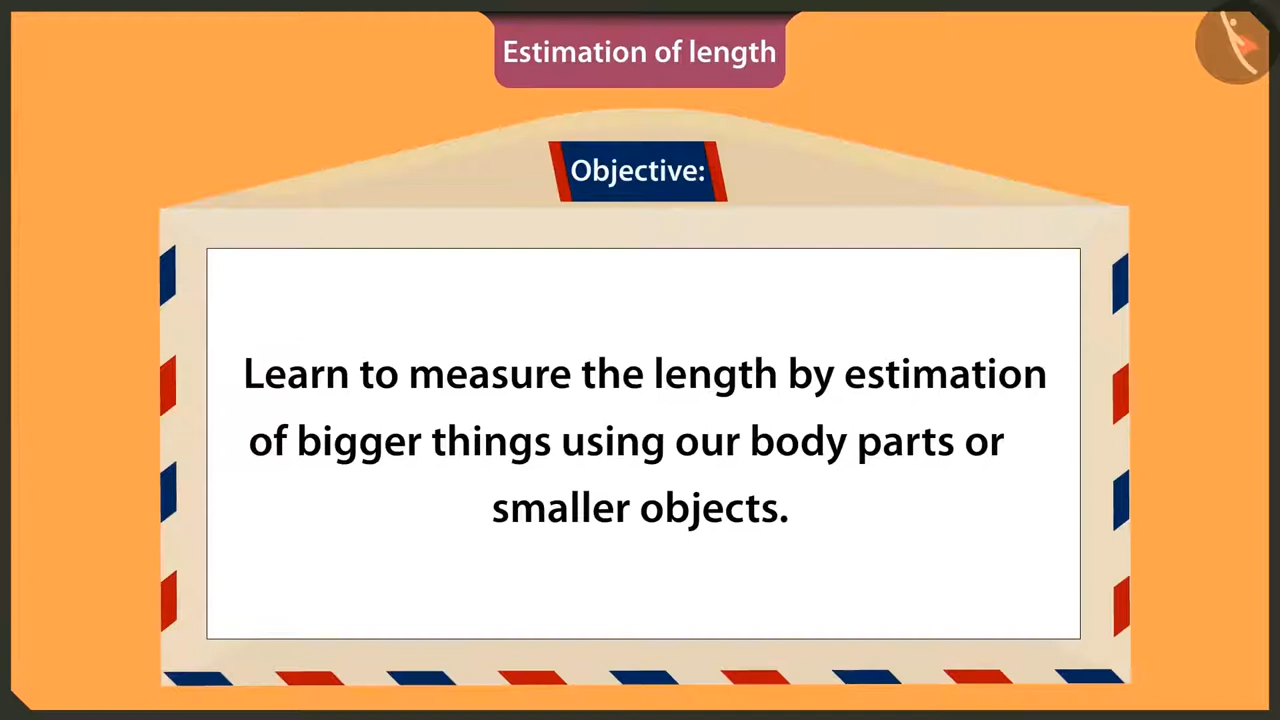 Estimation of length
Objective:
Learn to measure the length by estimation
of bigger things using our body parts or
smaller objects.